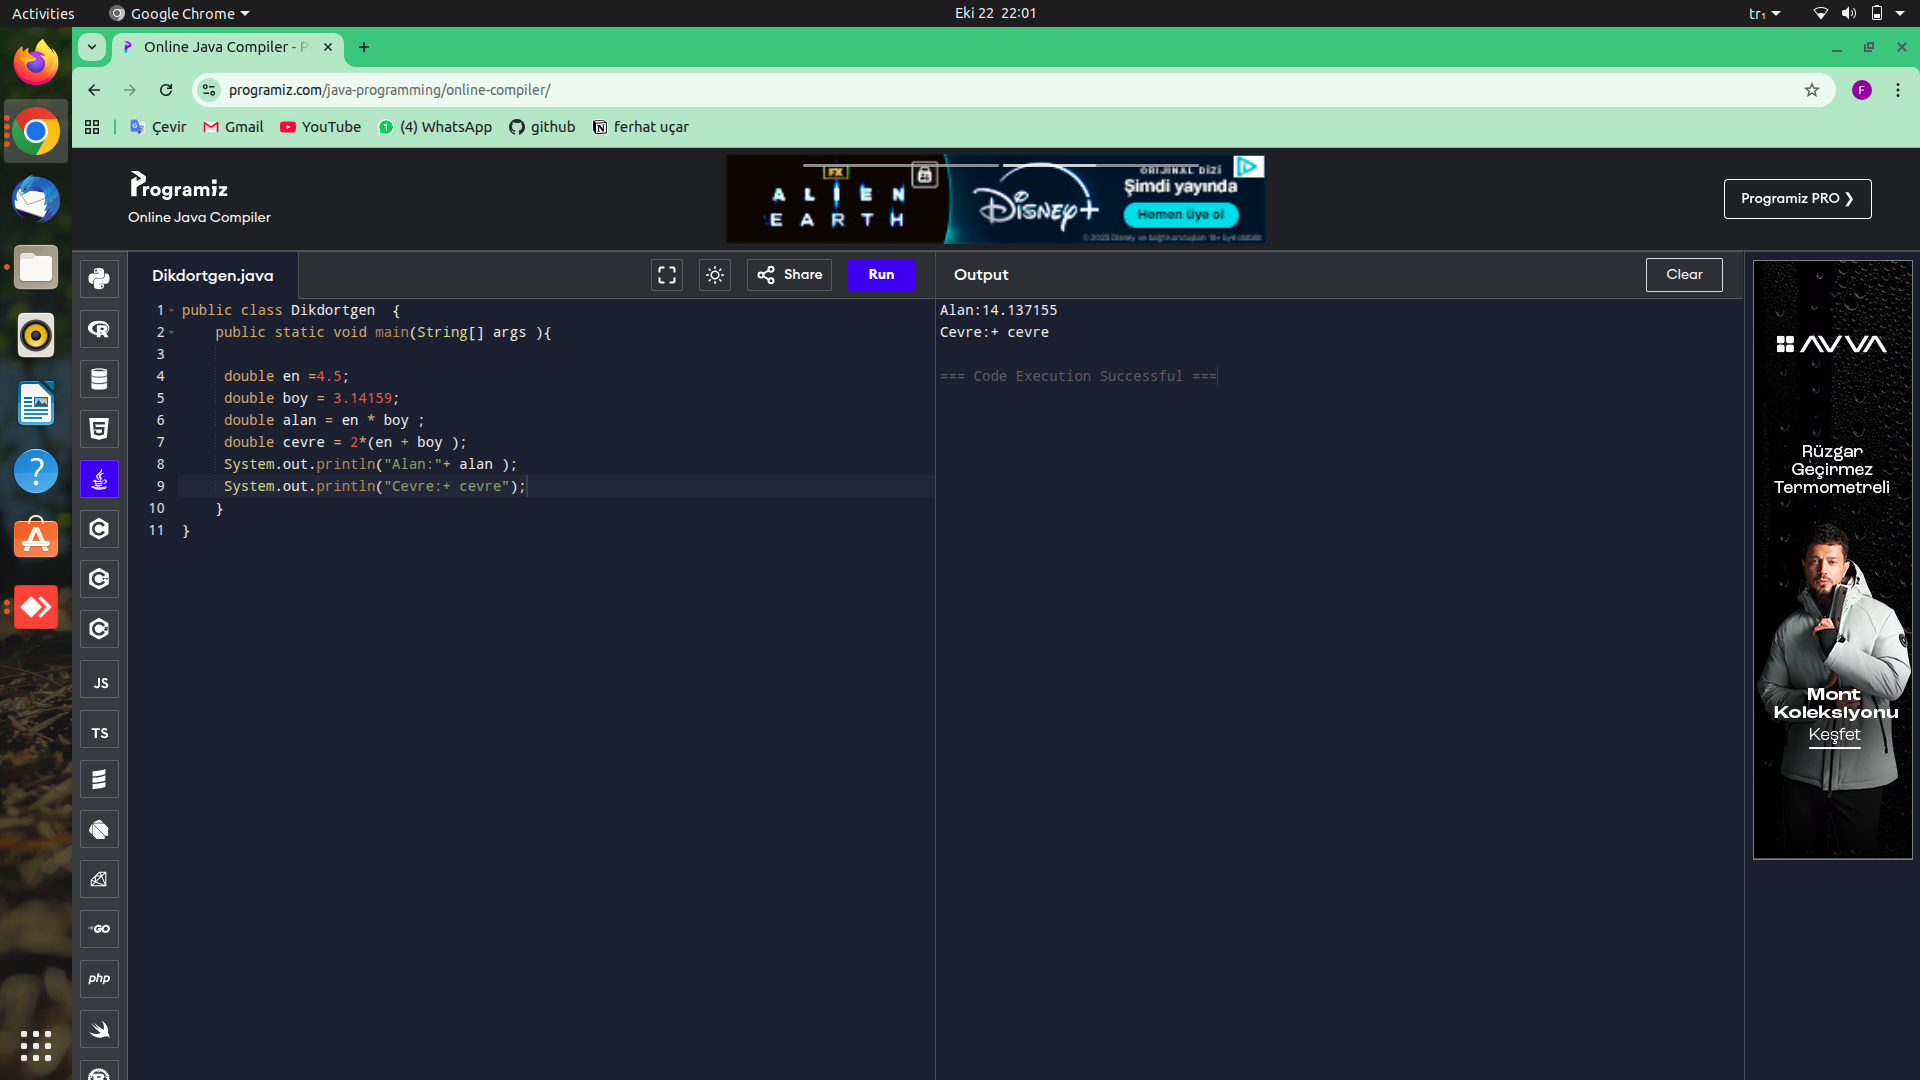 Activities
Google Chrome
Eki 22 22:01
tr₁
Online Java Compiler - P
programiz.com/java-programming/online-compiler/
F
Çevir
Gmail
YouTube
(4) WhatsApp
github
ferhat uçar
Programiz
Online Java Compiler
FX
ALIEN
EARTH
Disney+
ORİJİNAL DİZİ
Şimdi yayında
Hemen üye ol
Programiz PRO ❯
Dikdortgen.java
Share
Run
Output
Clear
1 public class Dikdortgen  {
2     public static void main(String[] args ){
3
4      double en =4.5;
5      double boy = 3.14159;
6      double alan = en * boy ;
7      double cevre = 2*(en + boy );
8      System.out.println("Alan:"+ alan );
9      System.out.println("Cevre:+ cevre");
10     }
11 }
Alan:14.137155
Cevre:+ cevre
=== Code Execution Successful ===
JS
TS
GO
php
AVVA
Rüzgar
Geçirmez
Termometreli
Mont
Koleksiyonu
Keşfet